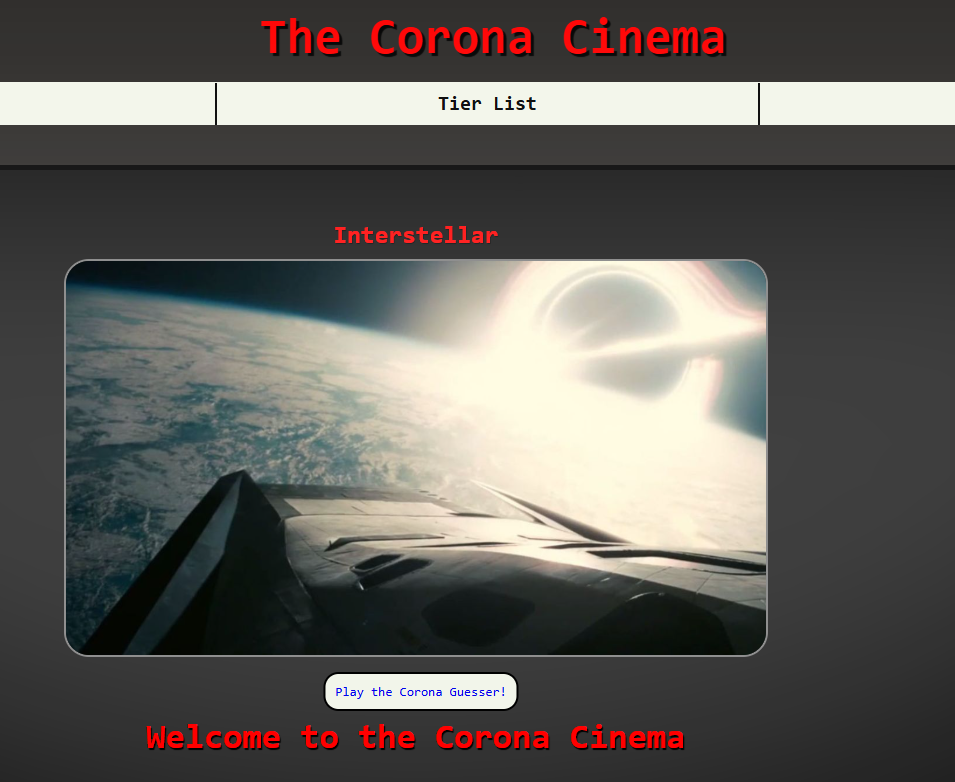 The Corona Cinema
Tier List
Interstellar
Play the Corona Guesser!
Welcome to the Corona Cinema